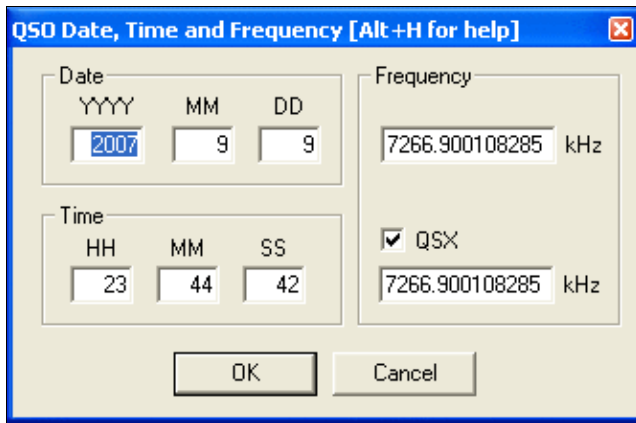 QSO Date, Time and Frequency [Alt+H for help]
Date
YYYY MM DD
2007 9 9
Time
HH MM SS
23 44 42
Frequency
7266.900108285 kHz
QSX
7266.900108285 kHz
OK Cancel